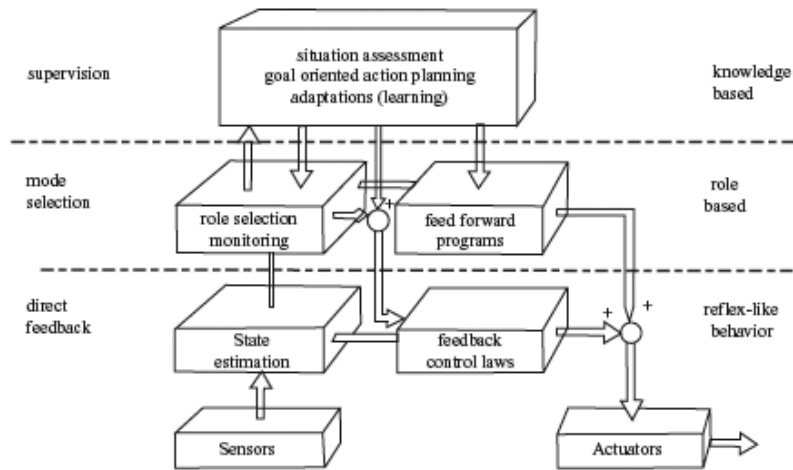 situation assessment
goal oriented action planning
adaptations (learning)
supervision
knowledge
based
mode
selection
role selection
monitoring
+
feed forward
programs
role
based
direct
feedback
State
estimation
feedback
control laws
+
+
reflex-like
behavior
Sensors
Actuators